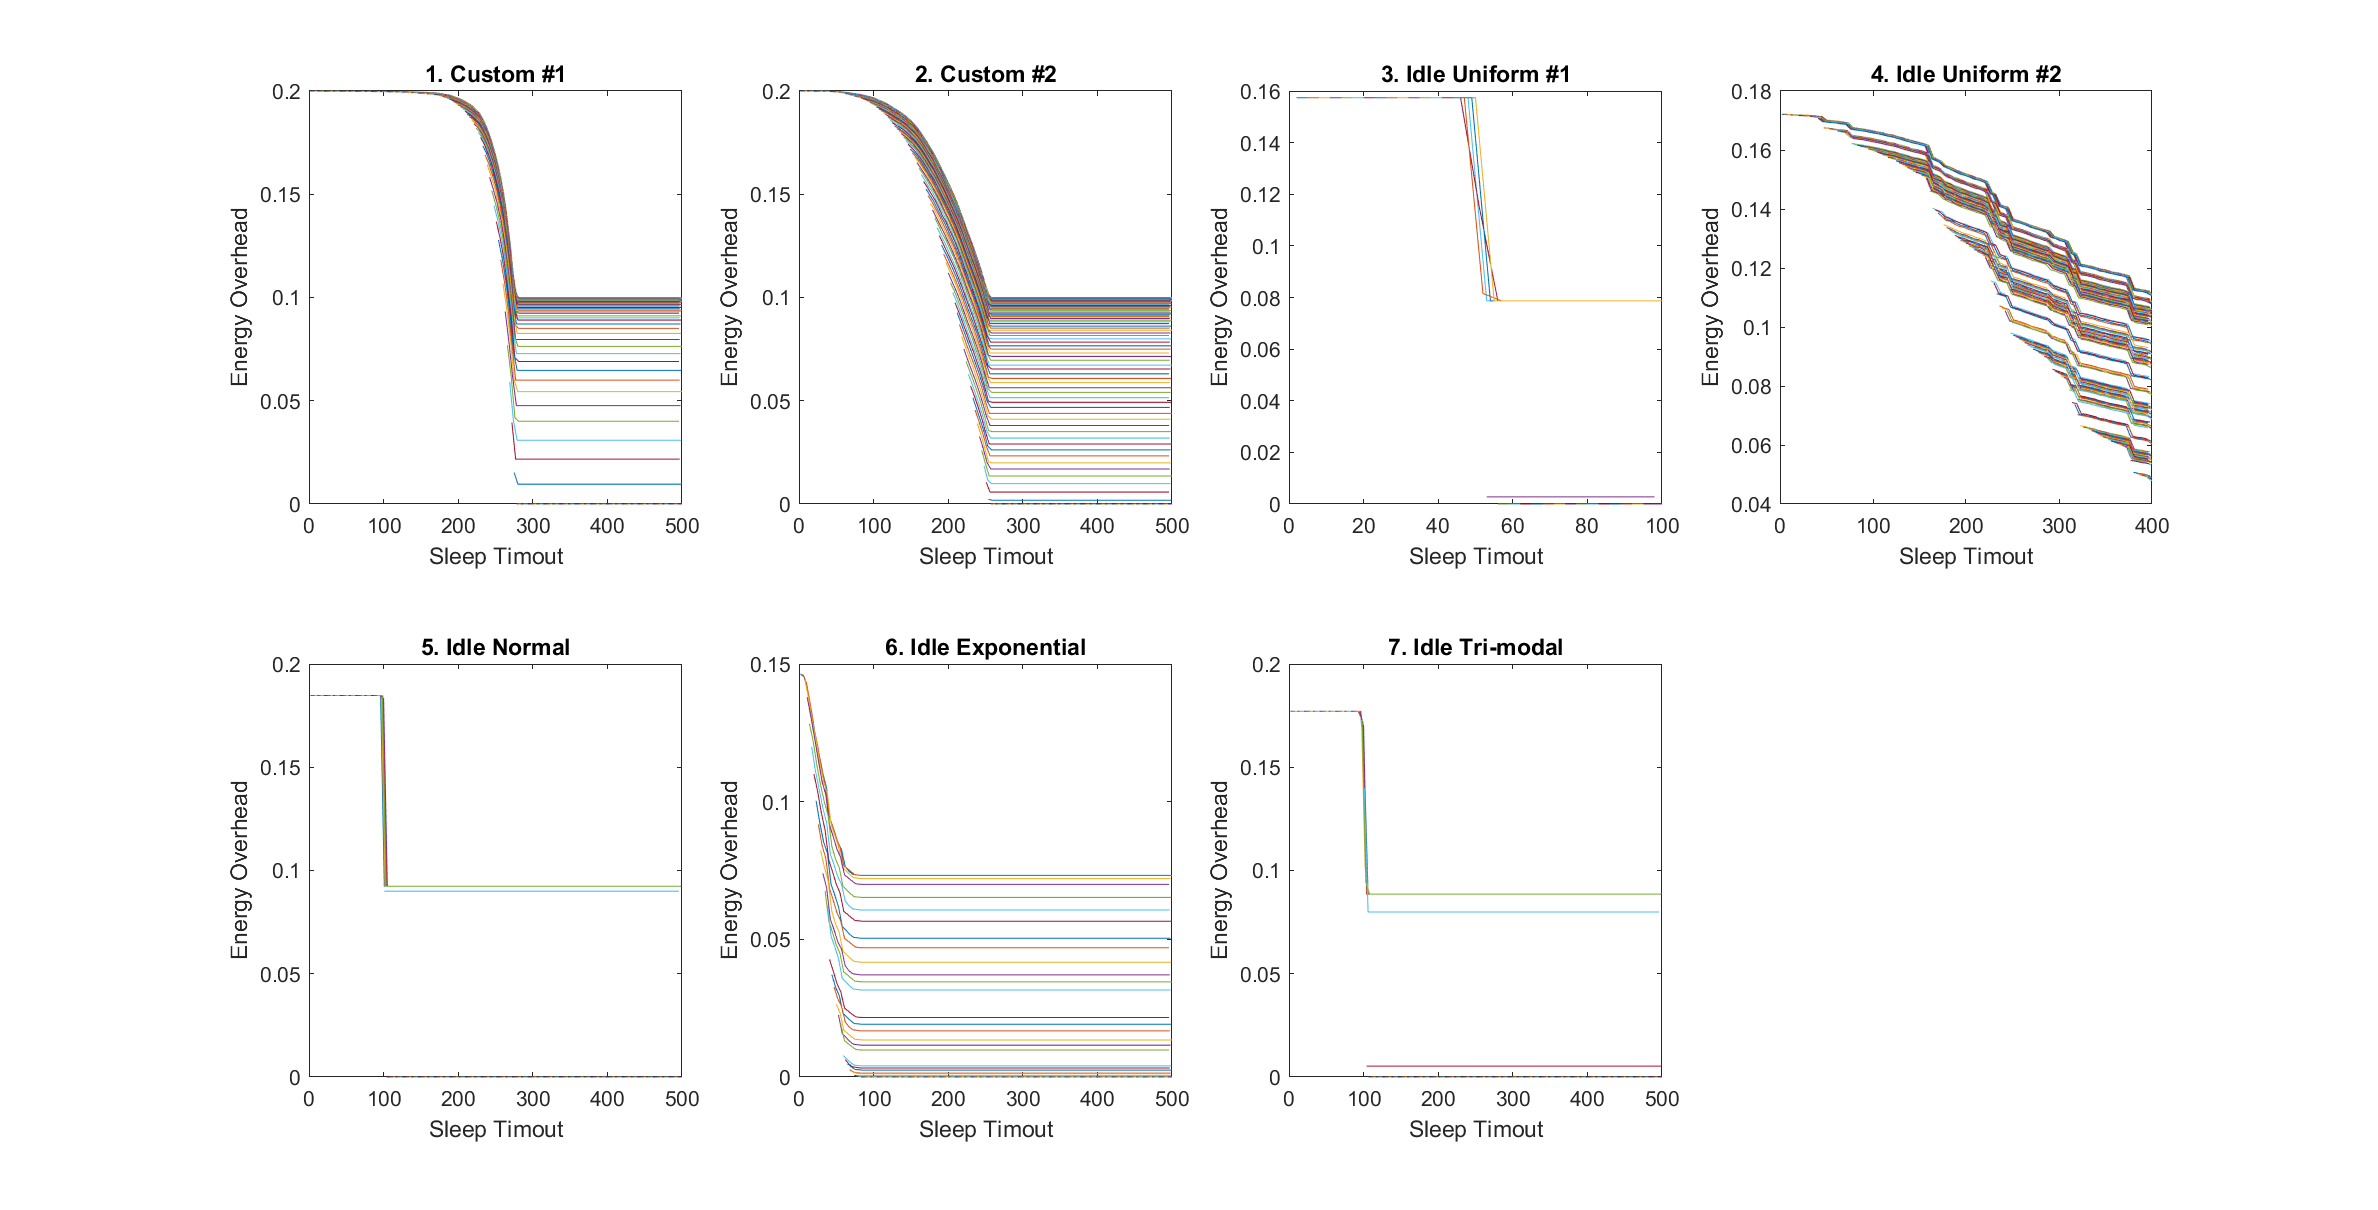 1. Custom #1
0.2
0.15
0.1
0.05
0
0 100 200 300 400 500
Energy Overhead
Sleep Timout
2. Custom #2
0.2
0.15
0.1
0.05
0
0 100 200 300 400 500
Energy Overhead
Sleep Timout
3. Idle Uniform #1
0.16
0.14
0.12
0.1
0.08
0.06
0.04
0.02
0
0 20 40 60 80 100
Energy Overhead
Sleep Timout
4. Idle Uniform #2
0.18
0.16
0.14
0.12
0.1
0.08
0.06
0.04
0 100 200 300 400
Energy Overhead
Sleep Timout
5. Idle Normal
0.2
0.15
0.1
0.05
0
0 100 200 300 400 500
Energy Overhead
Sleep Timout
6. Idle Exponential
0.15
0.1
0.05
0
0 100 200 300 400 500
Energy Overhead
Sleep Timout
7. Idle Tri-modal
0.2
0.15
0.1
0.05
0
0 100 200 300 400 500
Energy Overhead
Sleep Timout